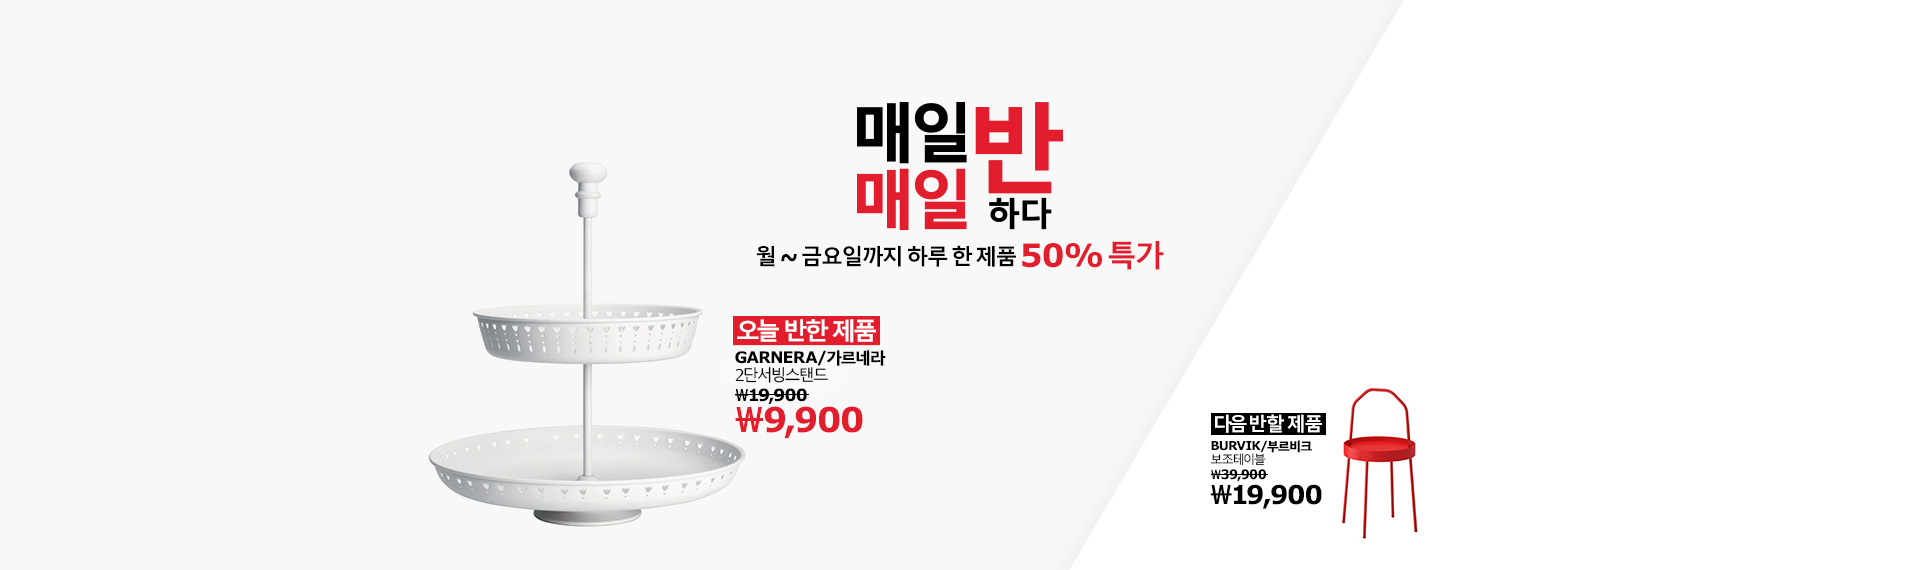 매일 반
매일 하다
월 ~ 금요일까지 하루 한 제품 50% 특가
오늘 반한 제품
GARNERA/가르네라
2단서빙스탠드
₩19,900
₩9,900
다음 반할 제품
BURVIK/부르비크
보조테이블
₩39,900
₩19,900